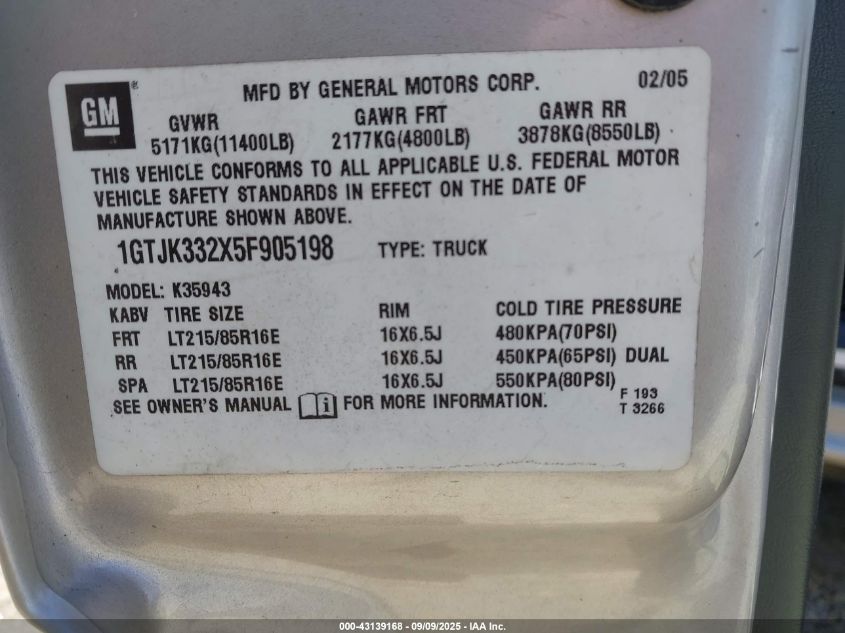 GM ®
MFD BY GENERAL MOTORS CORP. 02/05
GVWR GAWR FRT GAWR RR
5171KG(11400LB) 2177KG(4800LB) 3878KG(8550LB)
THIS VEHICLE CONFORMS TO ALL APPLICABLE U.S. FEDERAL MOTOR
VEHICLE SAFETY STANDARDS IN EFFECT ON THE DATE OF
MANUFACTURE SHOWN ABOVE.
1GTJK332X5F905198 TYPE: TRUCK
MODEL: K35943
KABV TIRE SIZE RIM COLD TIRE PRESSURE
FRT LT215/85R16E 16X6.5J 480KPA(70PSI)
RR LT215/85R16E 16X6.5J 450KPA(65PSI) DUAL
SPA LT215/85R16E 16X6.5J 550KPA(80PSI)
SEE OWNER'S MANUAL i FOR MORE INFORMATION.
F 193
T 3266
000-43139168 - 09/09/2025 - IAA Inc.